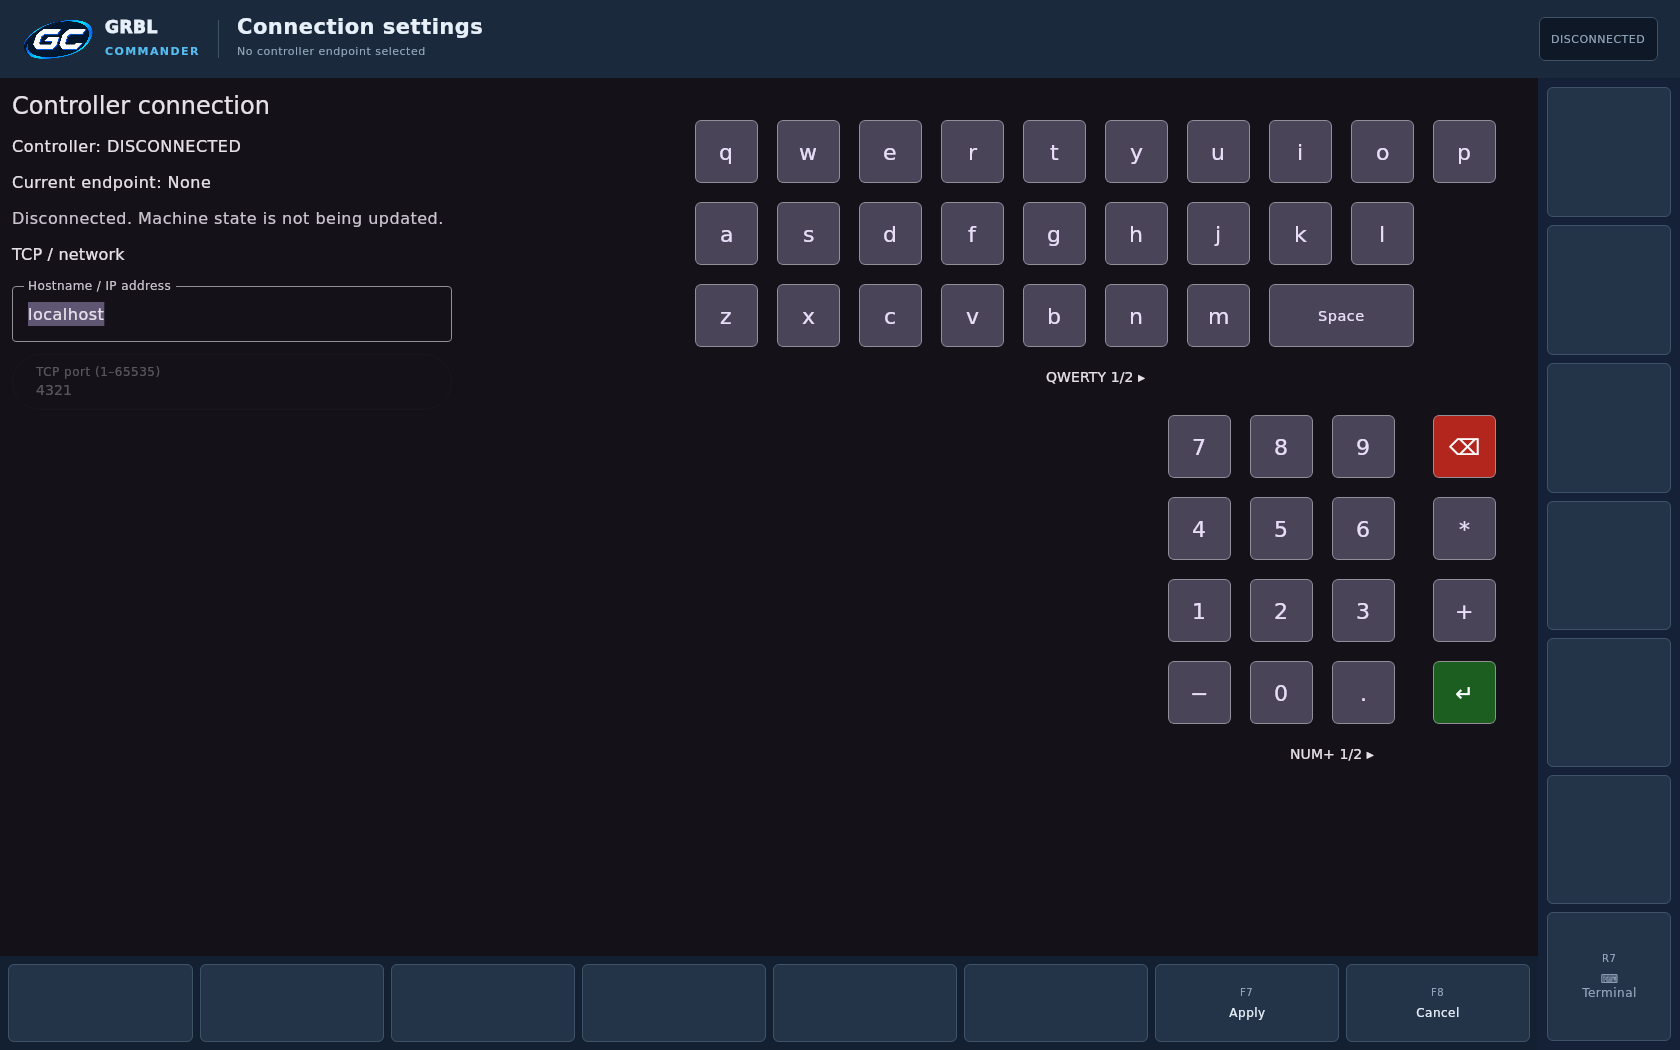 GC
GRBL
COMMANDER
Connection settings
No controller endpoint selected
DISCONNECTED
Controller connection
Controller: DISCONNECTED
Current endpoint: None
Disconnected. Machine state is not being updated.
TCP / network
Hostname / IP address
localhost
TCP port (1–65535)
4321
q w e r t y u i o p
a s d f g h j k l
z x c v b n m Space
QWERTY 1/2 ▸
7 8 9 ⌫
4 5 6 *
1 2 3 +
− 0 . ↵
NUM+ 1/2 ▸
F7
Apply
F8
Cancel
R7
⌨
Terminal